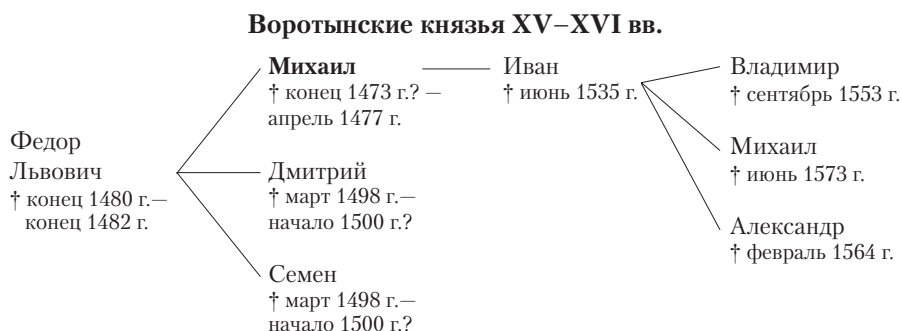 Воротынские князья XV–XVI вв.
Федор
Львович
† конец 1480 г.–
конец 1482 г.
Михаил
† конец 1473 г.? –
апрель 1477 г.
Дмитрий
† март 1498 г.–
начало 1500 г.?
Семен
† март 1498 г.–
начало 1500 г.?
Иван
† июнь 1535 г.
Владимир
† сентябрь 1553 г.
Михаил
† июнь 1573 г.
Александр
† февраль 1564 г.